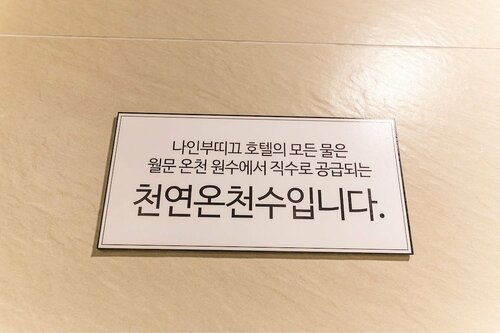 나인부띠끄 호텔의 모든 물은
월문 온천 원수에서 직수로 공급되는
천연온천수입니다.